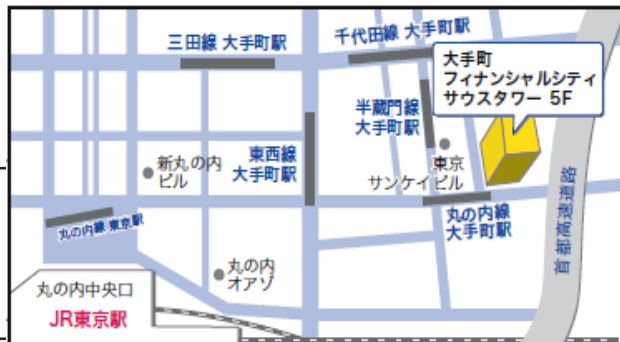 三田線 大手町駅
千代田線 大手町駅
大手町
フィナンシャルシティ
サウスタワー 5F
半蔵門線
大手町駅
東西線
大手町駅
新丸の内
ビル
東京
サンケイビル
丸の内線
大手町駅
丸の内線 東京駅
首都高速道路
丸の内
オアゾ
丸の内中央口
JR東京駅